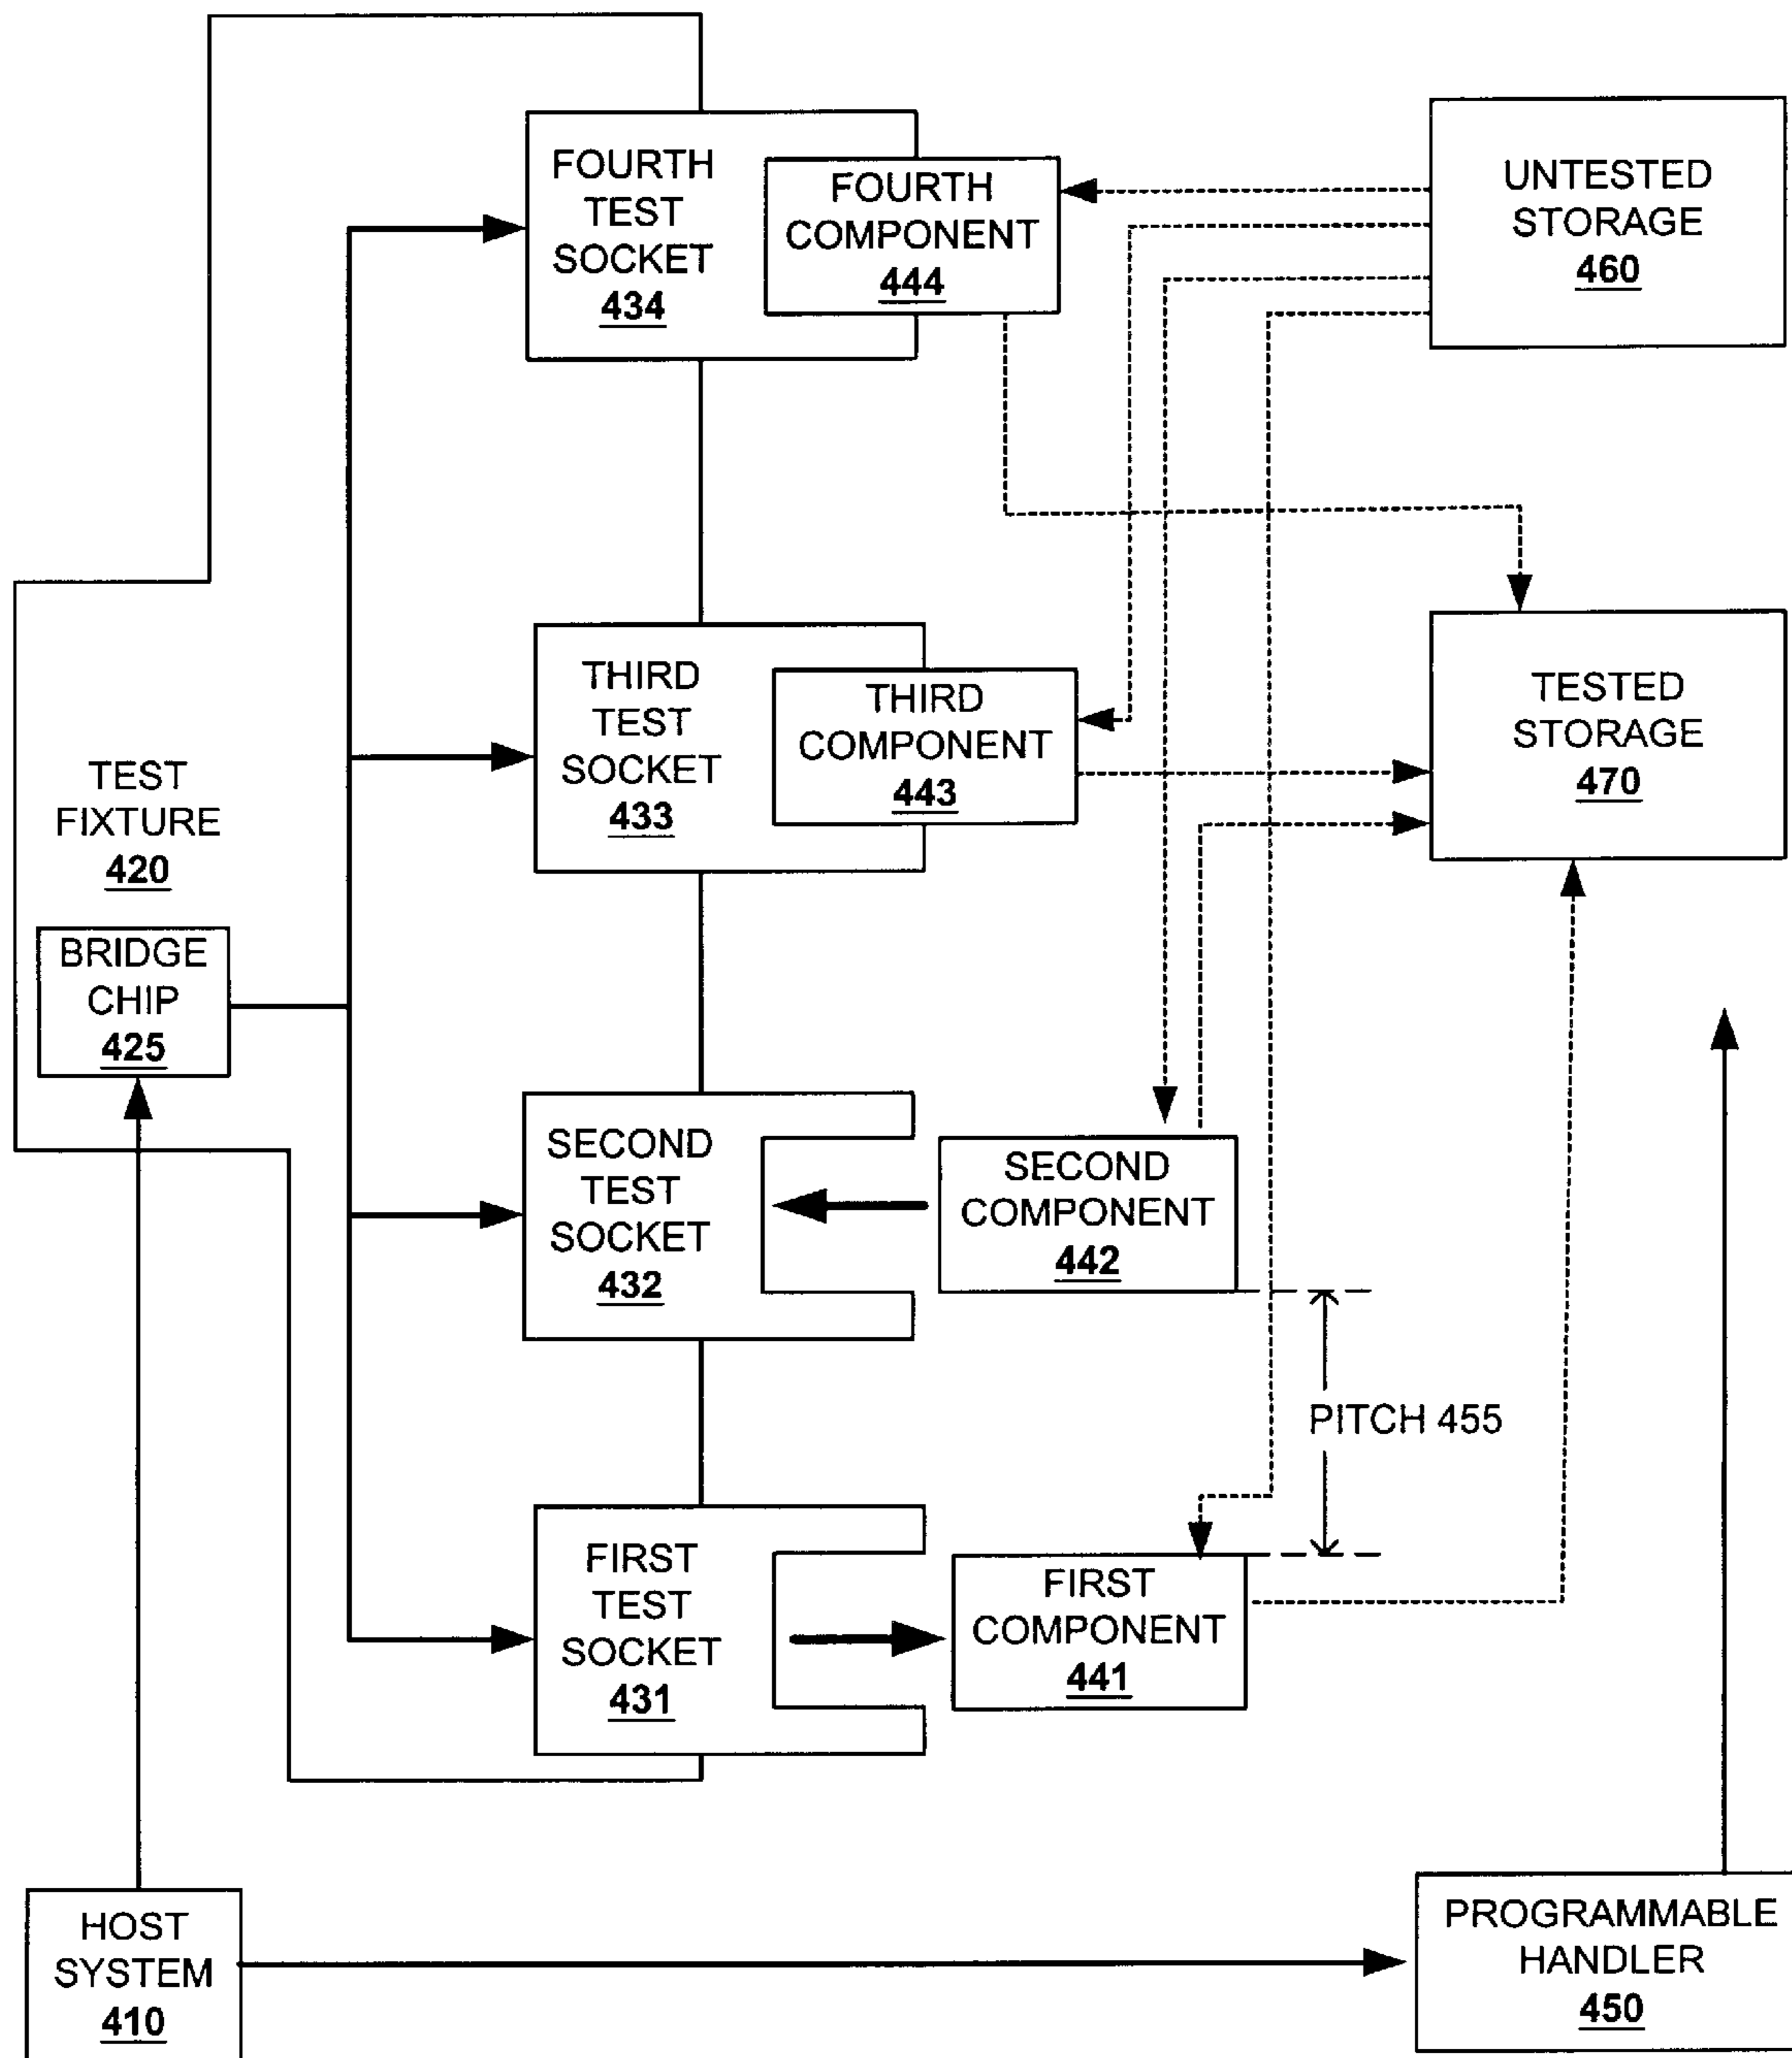 FOURTH
TEST
SOCKET
434
FOURTH
COMPONENT
444
UNTESTED
STORAGE
460
THIRD
TEST
SOCKET
433
THIRD
COMPONENT
443
TESTED
STORAGE
470
TEST
FIXTURE
420
BRIDGE
CHIP
425
SECOND
TEST
SOCKET
432
SECOND
COMPONENT
442
PITCH 455
FIRST
TEST
SOCKET
431
FIRST
COMPONENT
441
HOST
SYSTEM
410
PROGRAMMABLE
HANDLER
450